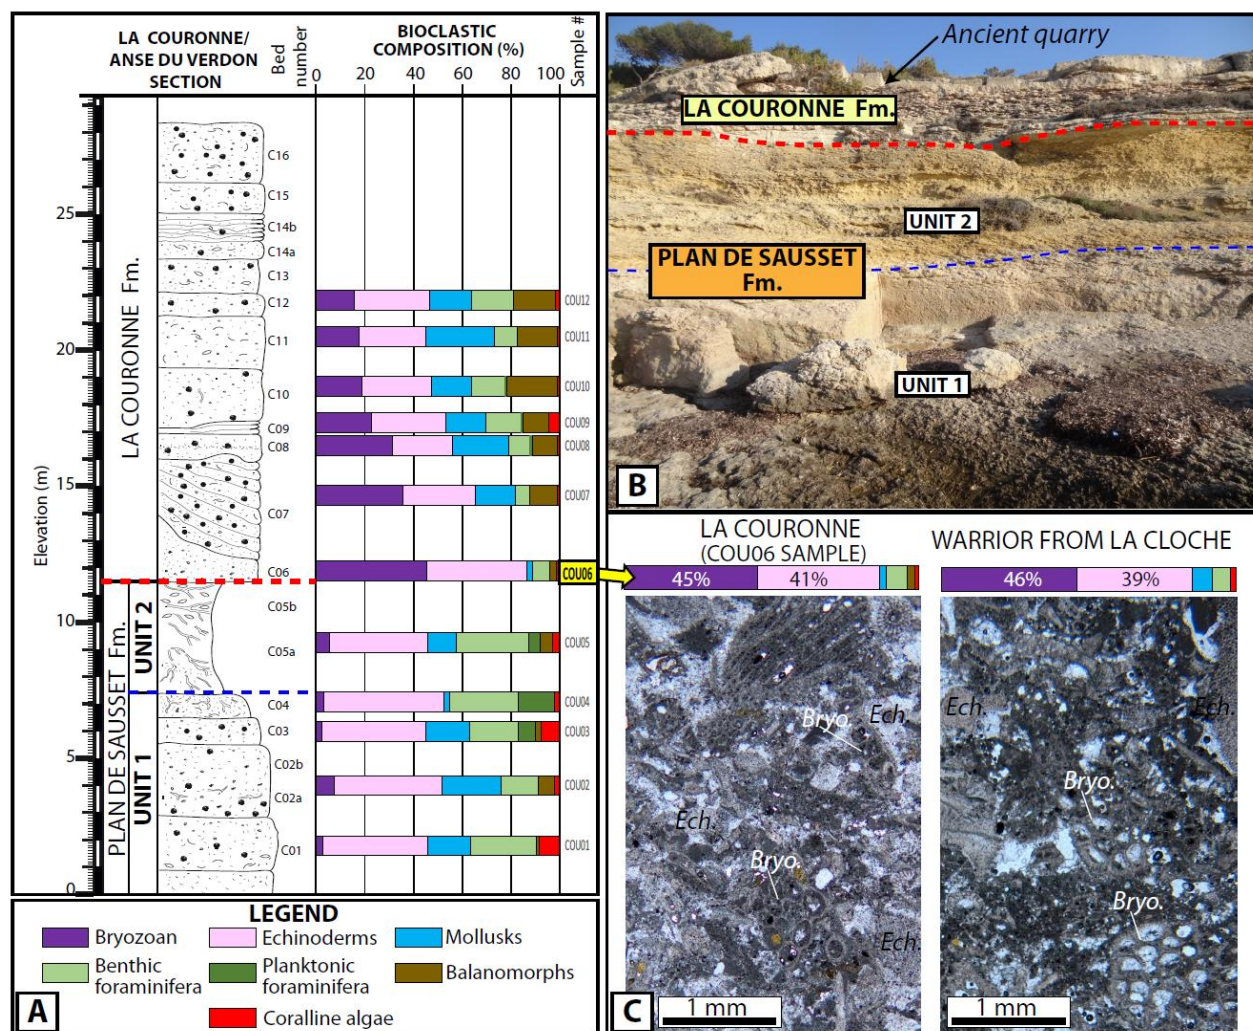 LA COURONNE/
ANSE DU VERDON
SECTION
Bed
number
BIOCLASTIC
COMPOSITION (%)
Sample #
0 20 40 60 80 100
Elevation (m)
25
20
15
10
5
0
LA COURONNE Fm.
PLAN DE SAUSSET Fm.
UNIT 2
UNIT 1
C16
C15
C14b
C14a
C13
C12
C11
C10
C09
C08
C07
C06
C05b
C05a
C04
C03
C02b
C02a
C01
COU12
COU11
COU10
COU09
COU08
COU07
COU06
COU05
COU04
COU03
COU02
COU01
LEGEND
Bryozoan
Echinoderms
Mollusks
Benthic
foraminifera
Planktonic
foraminifera
Balanomorphs
Coralline algae
A
Ancient quarry
LA COURONNE Fm.
UNIT 2
PLAN DE SAUSSET
Fm.
UNIT 1
B
LA COURONNE
(COU06 SAMPLE)
45% 41%
Bryo.
Ech.
Ech.
Bryo.
Ech.
1 mm
C
WARRIOR FROM LA CLOCHE
46% 39%
Ech.
Ech.
Bryo.
Bryo.
1 mm